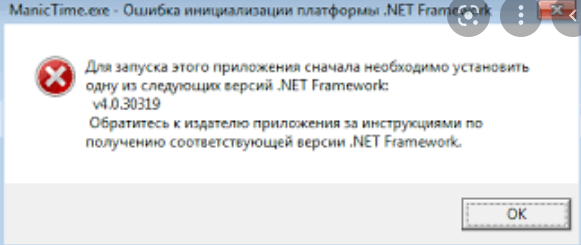 ManicTime.exe - Ошибка инициализации платформы .NET Framework
Для запуска этого приложения сначала необходимо установить
одну из следующих версий .NET Framework:
v4.0.30319
Обратитесь к издателю приложения за инструкциями по
получению соответствующей версии .NET Framework.
OK